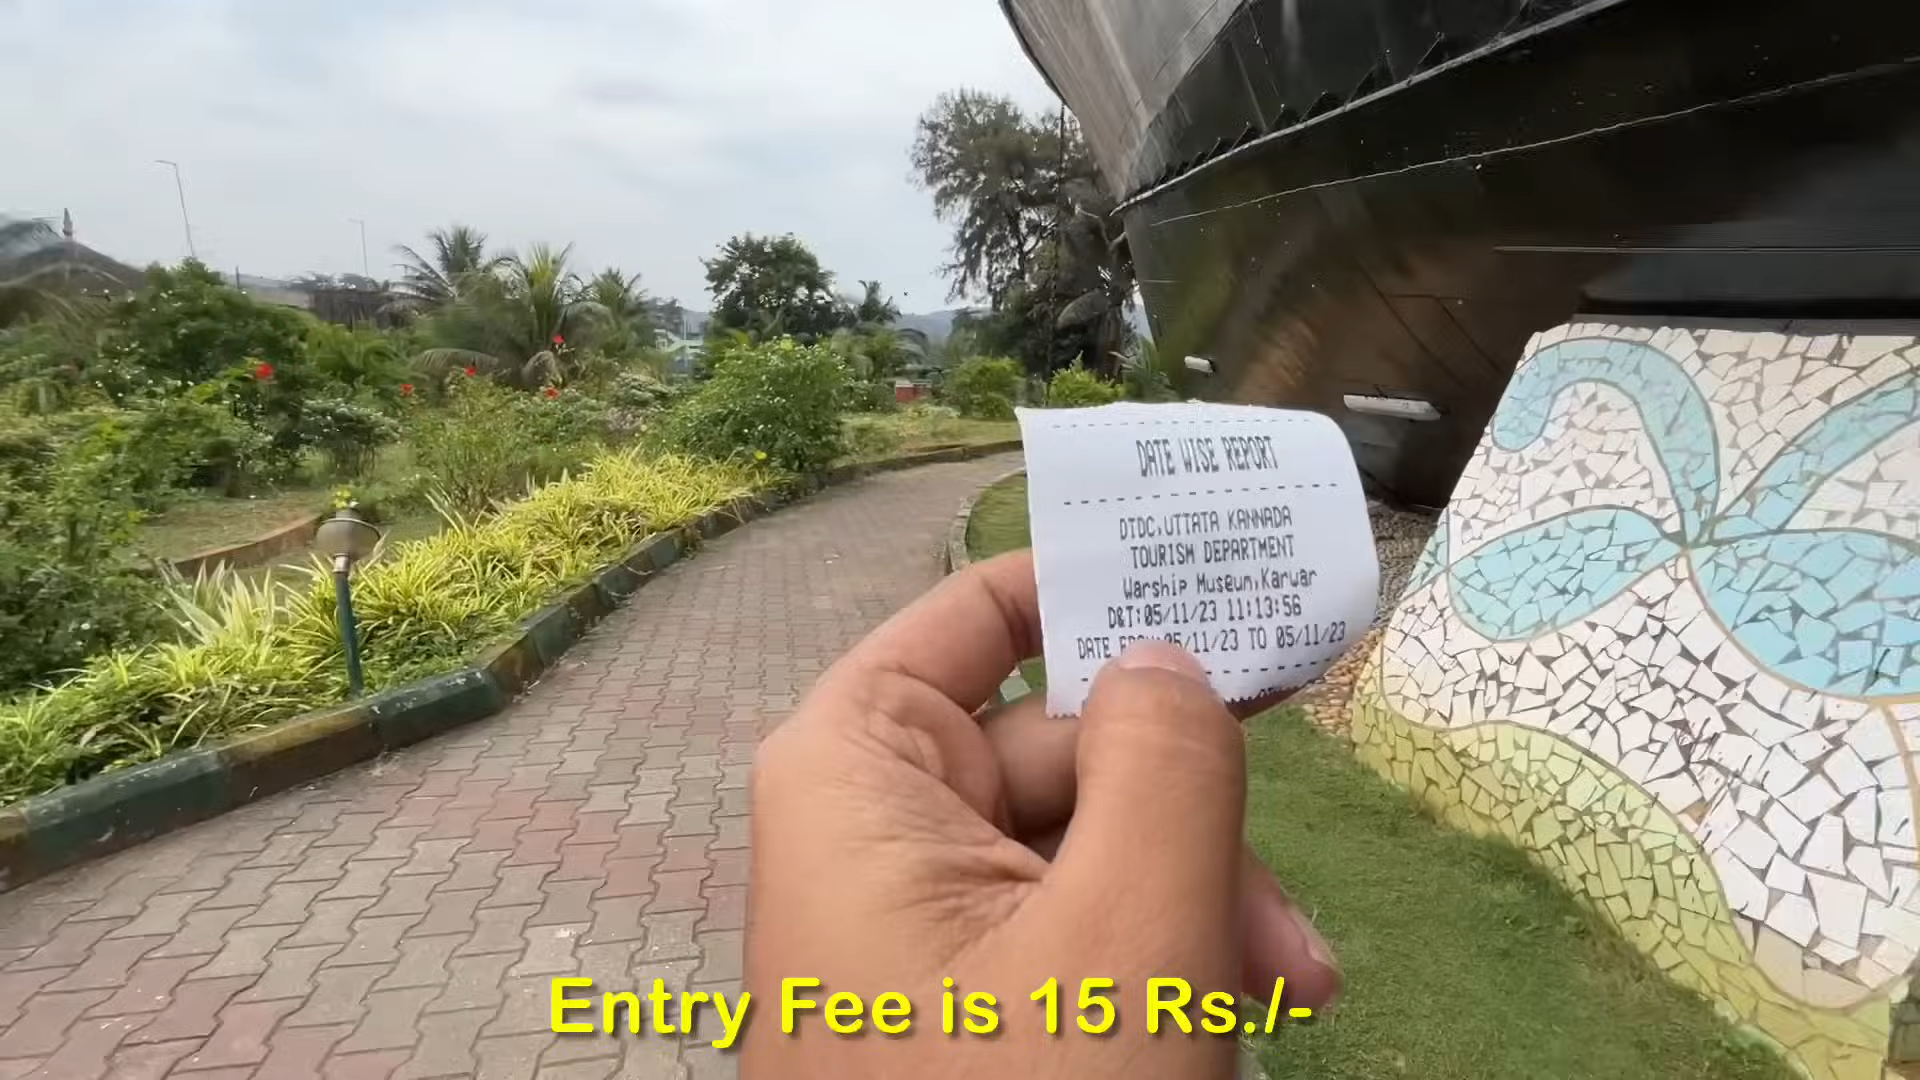 DATE WISE REPORT
DTDC,UTTATA KANNADA
TOURISM DEPARTMENT
Warship Museum,Karwar
D&T:05/11/23 11:13:56
DATE 05/11/23 TO 05/11/23
Entry Fee is 15 Rs./-